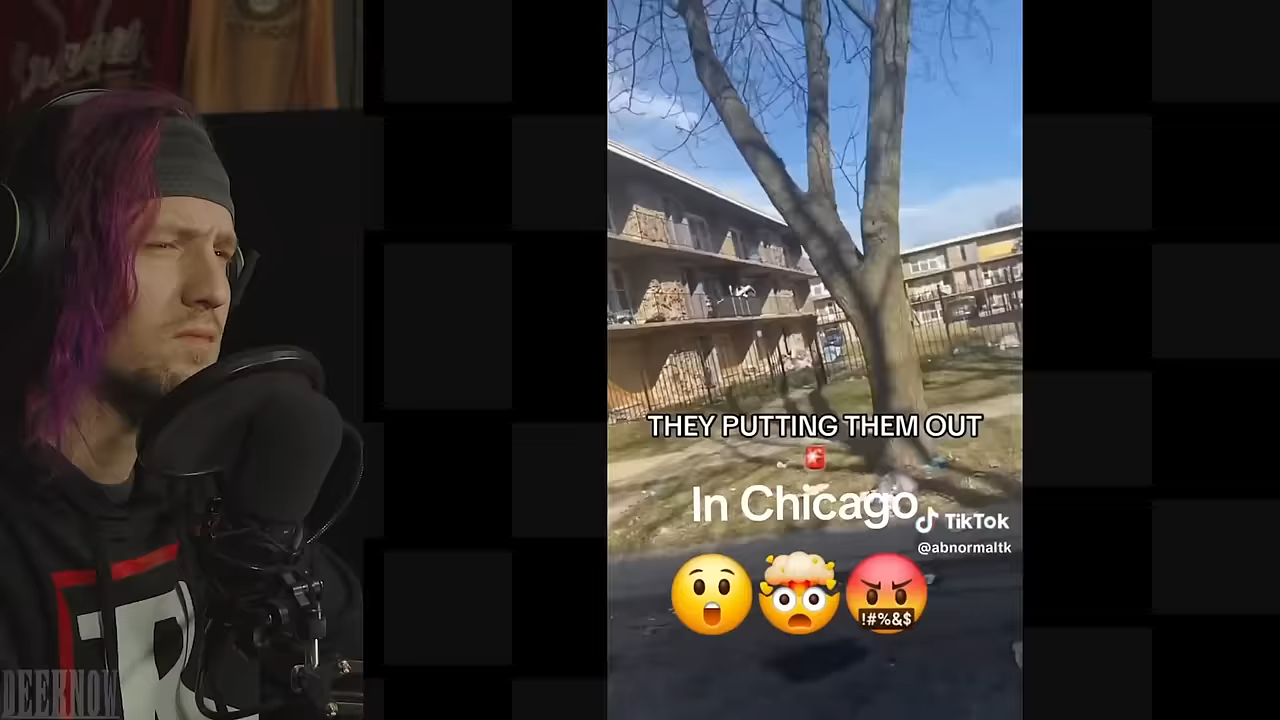 THEY PUTTING THEM OUT
In Chicago
TikTok
@abnormaltk
!#%&$
DEEKNOW